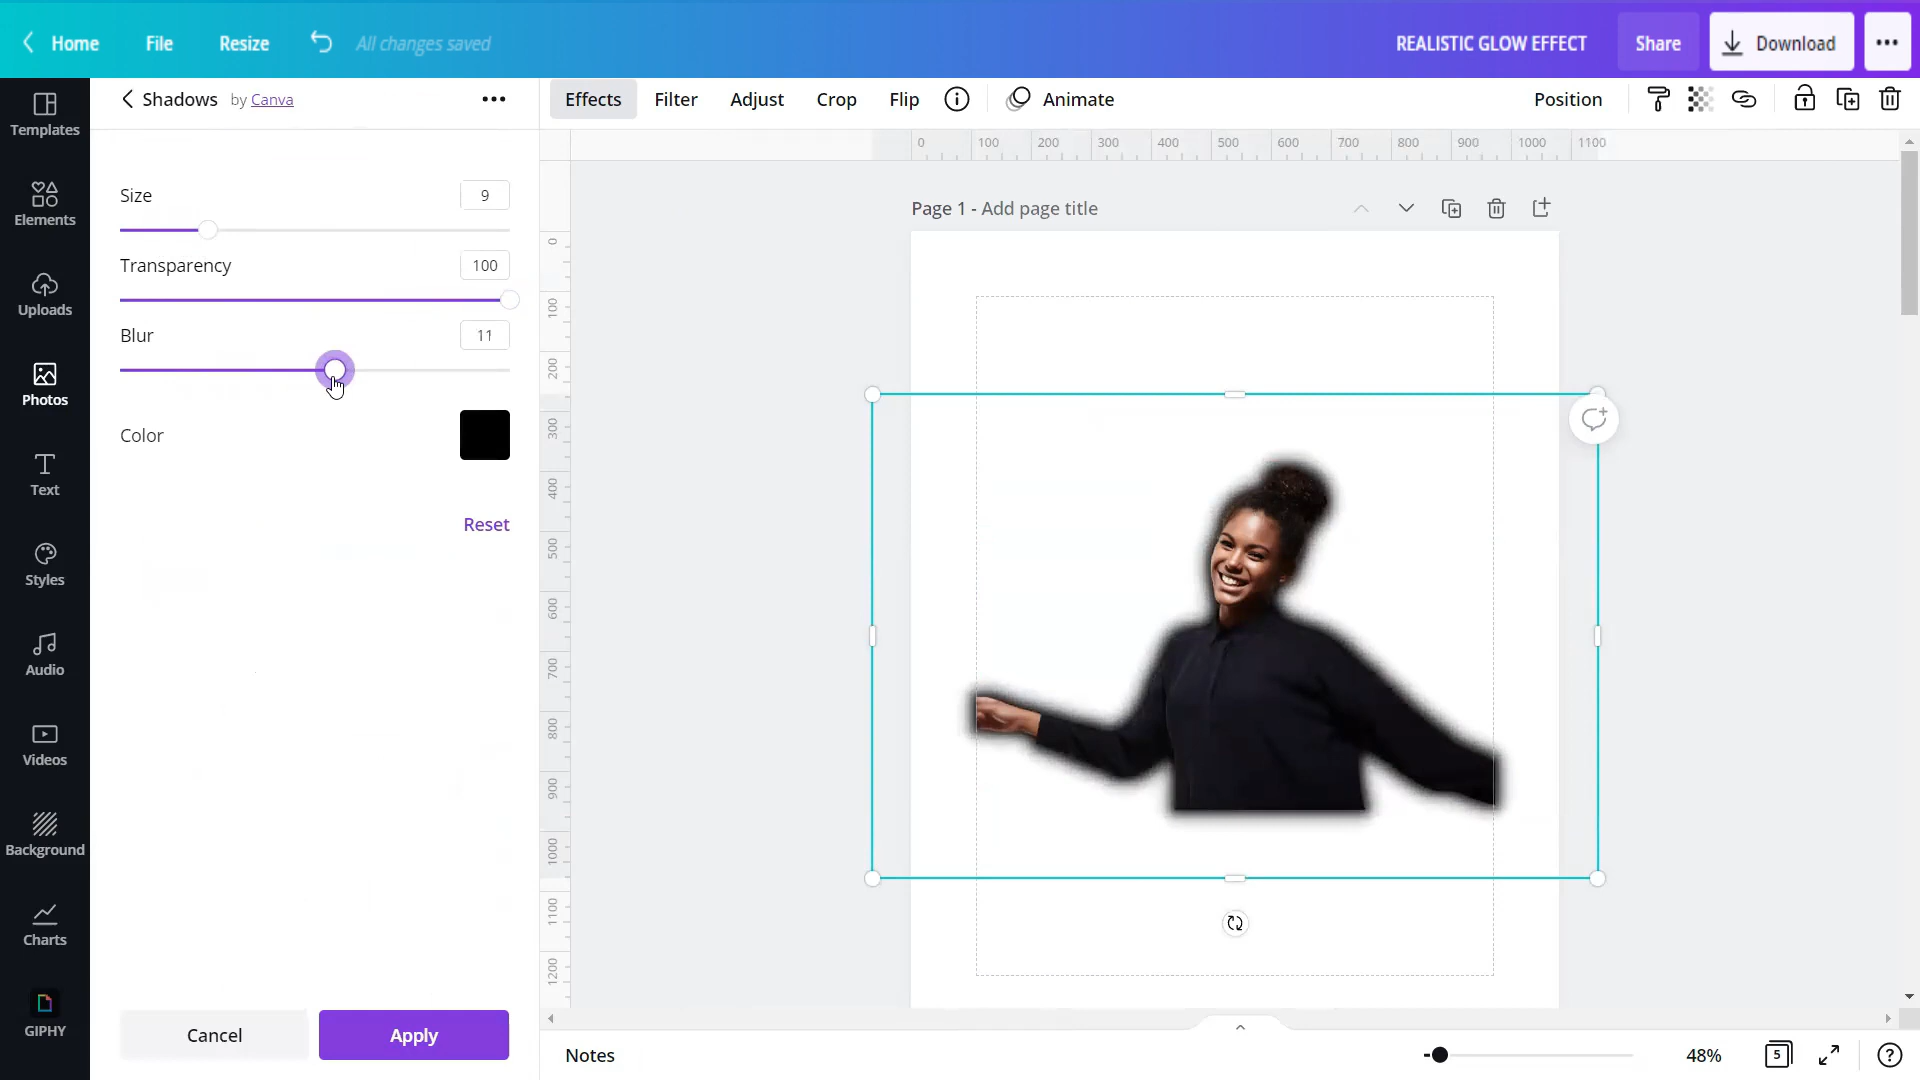 Home File Resize All changes saved REALISTIC GLOW EFFECT Share Download
Shadows by Canva
Effects Filter Adjust Crop Flip Animate Position
Templates
Elements
Uploads
Photos
Text
Styles
Audio
Videos
Background
Charts
GIPHY
Size 9
Transparency 100
Blur 11
Color
Reset
Cancel Apply
0 100 200 300 400 500 600 700 800 900 1000 1100
0
100
200
300
400
500
600
700
800
900
1000
1100
1200
Page 1 - Add page title
Notes 48% 5 ?